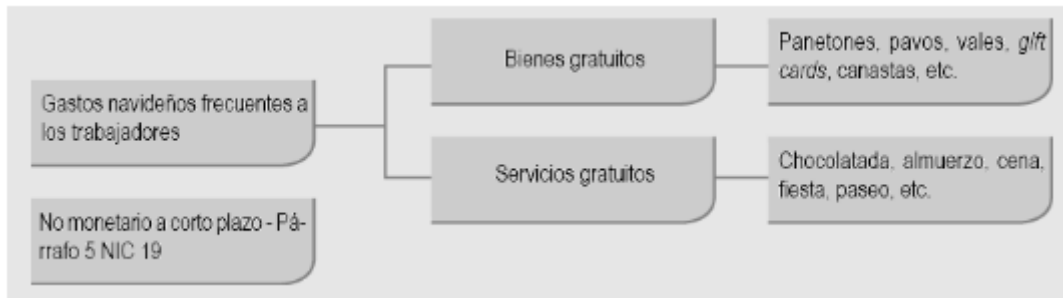 Gastos navideños frecuentes a
los trabajadores
No monetario a corto plazo - Pá-
rrafo 5 NIC 19
Bienes gratuitos
Servicios gratuitos
Panetones, pavos, vales, gift
cards, canastas, etc.
Chocolatada, almuerzo, cena,
fiesta, paseo, etc.